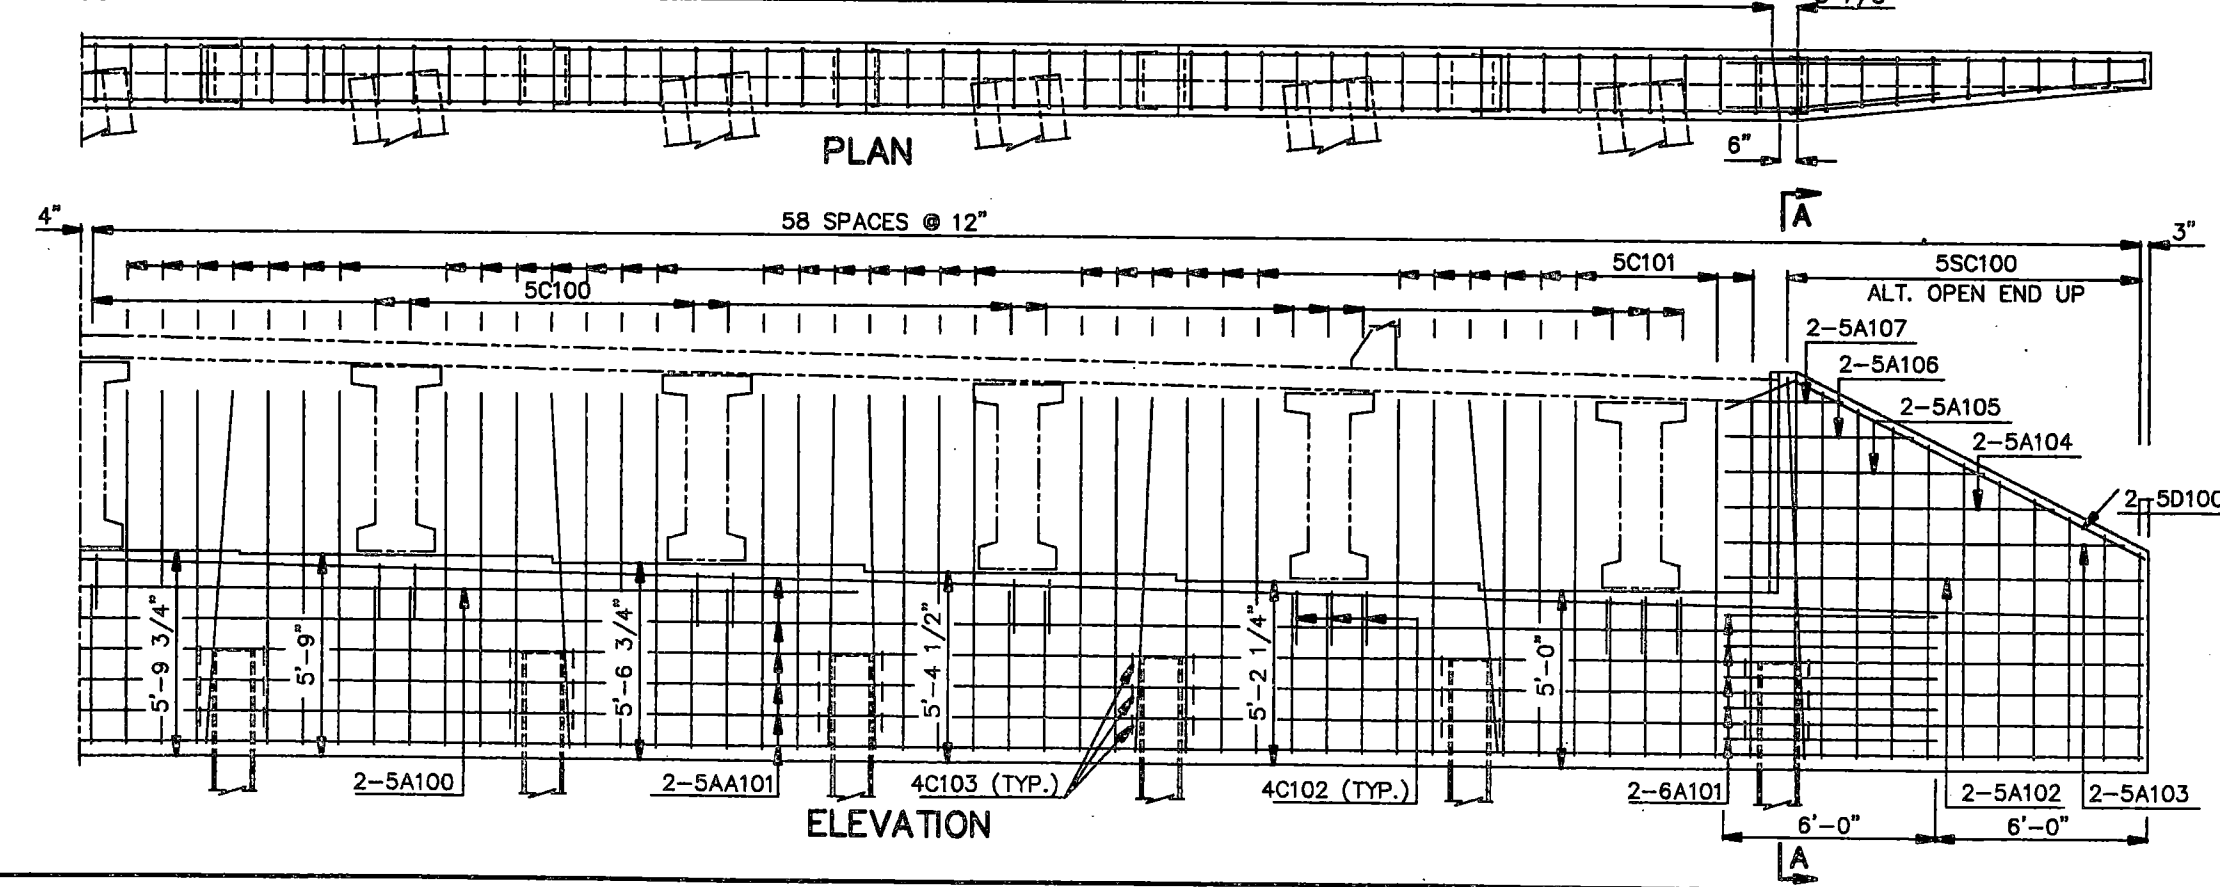 6"
PLAN
A
4"
58 SPACES @ 12"
3"
5C101
5SC100
5C100
ALT. OPEN END UP
2-5A107
2-5A106
2-5A105
2-5A104
2-5D100
5'-9 3/4"
5'-9"
5'-6 3/4"
5'-4 1/2"
5'-2 1/4"
5'-0"
2-5A100
2-5AA101
4C103 (TYP.)
4C102 (TYP.)
2-6A101
2-5A102
2-5A103
ELEVATION
6'-0"
6'-0"
A